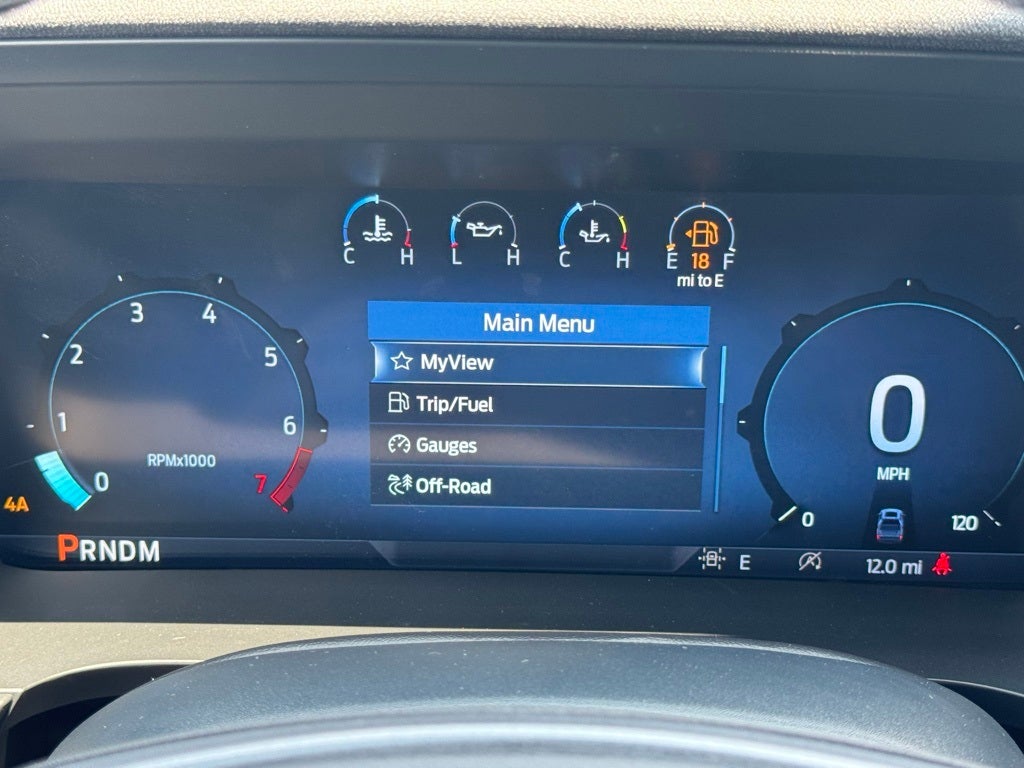 C H
L H
C H
E 18 F
mi to E
Main Menu
MyView
Trip/Fuel
Gauges
Off-Road
0
1
2
3
4
5
6
7
RPMx1000
4A
PRNDM
0
MPH
0
120
E
12.0 mi